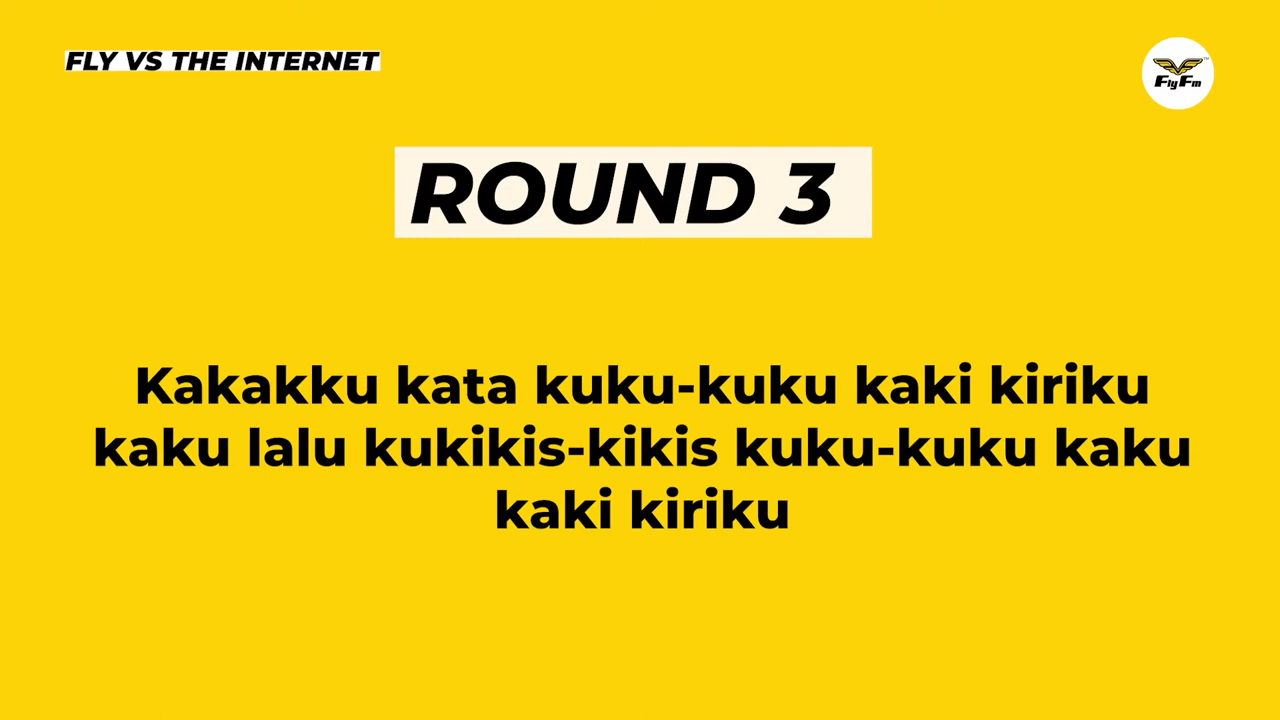 FLY VS THE INTERNET
FlyFm
TM
ROUND 3
Kakakku kata kuku-kuku kaki kiriku
kaku lalu kukikis-kikis kuku-kuku kaku
kaki kiriku